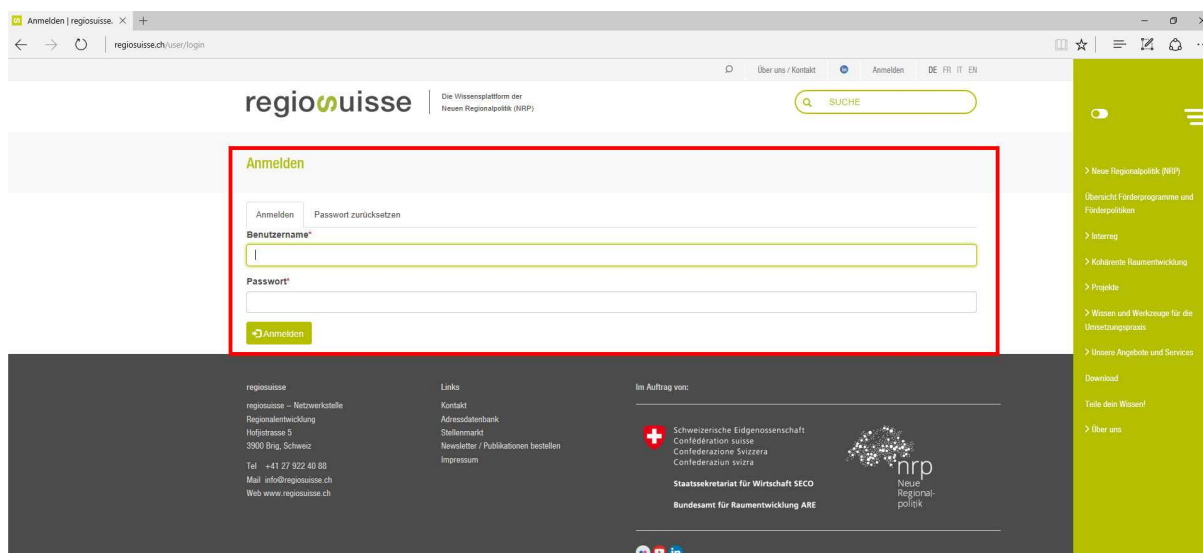 Anmelden | regiosuisse.
regiosuisse.ch/user/login
Über uns / Kontakt
Anmelden
DE FR IT EN
regiosuisse
Die Wissensplattform der
Neuen Regionalpolitik (NRP)
SUCHE
Anmelden
Anmelden Passwort zurücksetzen
Benutzername*
Passwort*
Anmelden
> Neue Regionalpolitik (NRP)
Übersicht Förderprogramme und
Förderpolitiken
> Interreg
> Kohärente Raumentwicklung
> Projekte
> Wissen und Werkzeuge für die
Umsetzungspraxis
> Unsere Angebote und Services
Download
Teile dein Wissen!
> Über uns
regiosuisse
regiosuisse – Netzwerkstelle
Regionalentwicklung
Hofjistrasse 5
3900 Brig, Schweiz
Tel +41 27 922 40 88
Mail info@regiosuisse.ch
Web www.regiosuisse.ch
Links
Kontakt
Adressdatenbank
Stellenmarkt
Newsletter / Publikationen bestellen
Impressum
Im Auftrag von:
Schweizerische Eidgenossenschaft
Confédération suisse
Confederazione Svizzera
Confederaziun svizra
Staatssekretariat für Wirtschaft SECO
Bundesamt für Raumentwicklung ARE
nrp
Neue
Regional-
politik
in